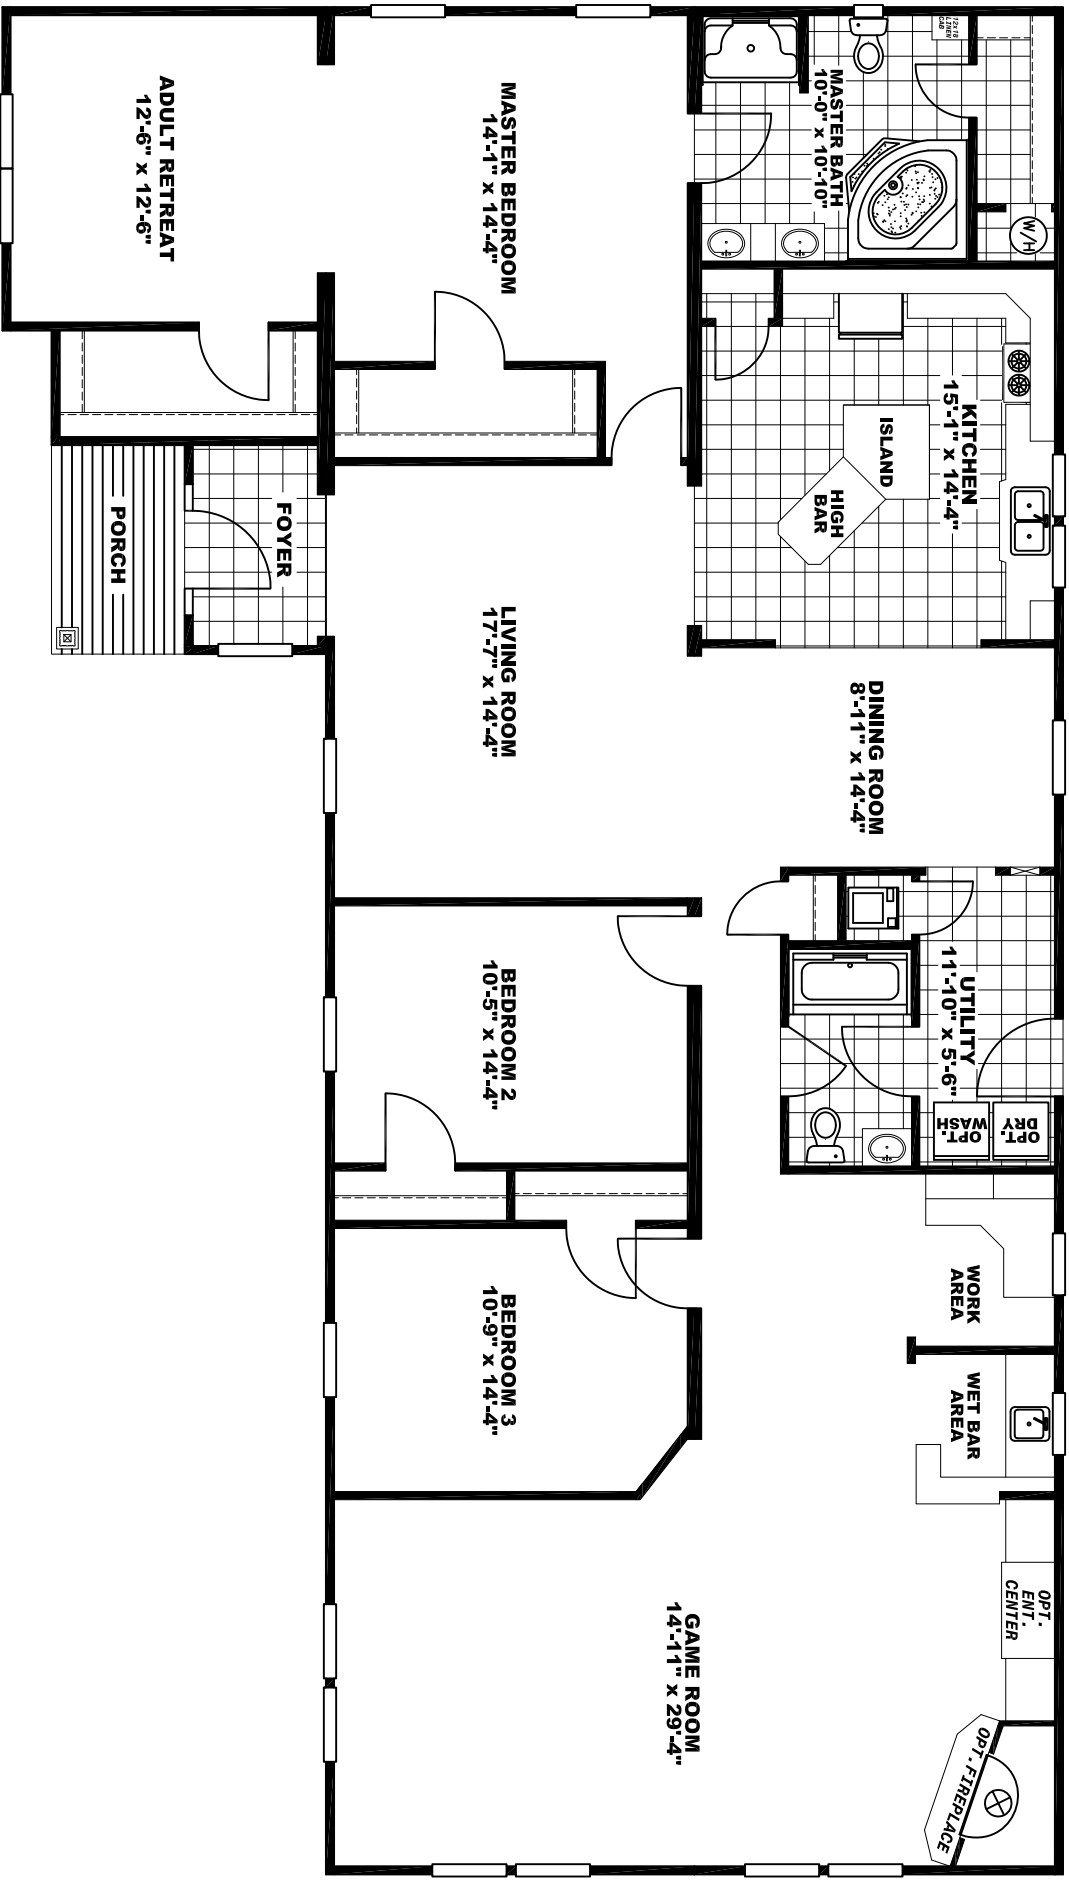 12x18
LINEN
CAB
MASTER BATH
10'-0" x 10'-10"
W/H
MASTER BEDROOM
14'-1" x 14'-4"
ADULT RETREAT
12'-6" x 12'-6"
KITCHEN
15'-1" x 14'-4"
ISLAND
HIGH
BAR
FOYER
PORCH
LIVING ROOM
17'-7" x 14'-4"
DINING ROOM
8'-11" x 14'-4"
UTILITY
11'-10" x 5'-6"
OPT.
DRY
OPT.
WASH
BEDROOM 2
10'-5" x 14'-4"
WORK
AREA
BEDROOM 3
10'-9" x 14'-4"
WET BAR
AREA
OPT.
ENT.
CENTER
GAME ROOM
14'-11" x 29'-4"
OPT. FIREPLACE